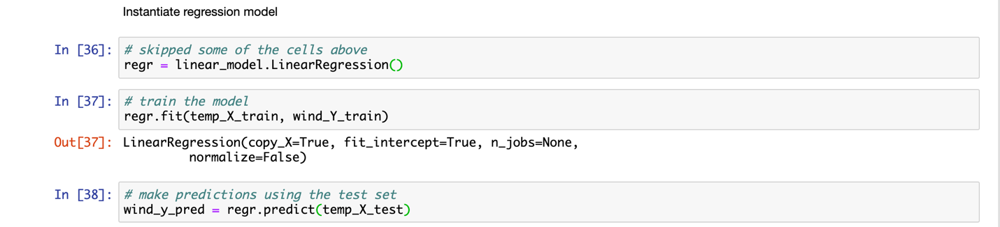 Instantiate regression model
In [36]: # skipped some of the cells above
regr = linear_model.LinearRegression()
In [37]: # train the model
regr.fit(temp_X_train, wind_Y_train)
Out[37]: LinearRegression(copy_X=True, fit_intercept=True, n_jobs=None,
normalize=False)
In [38]: # make predictions using the test set
wind_y_pred = regr.predict(temp_X_test)